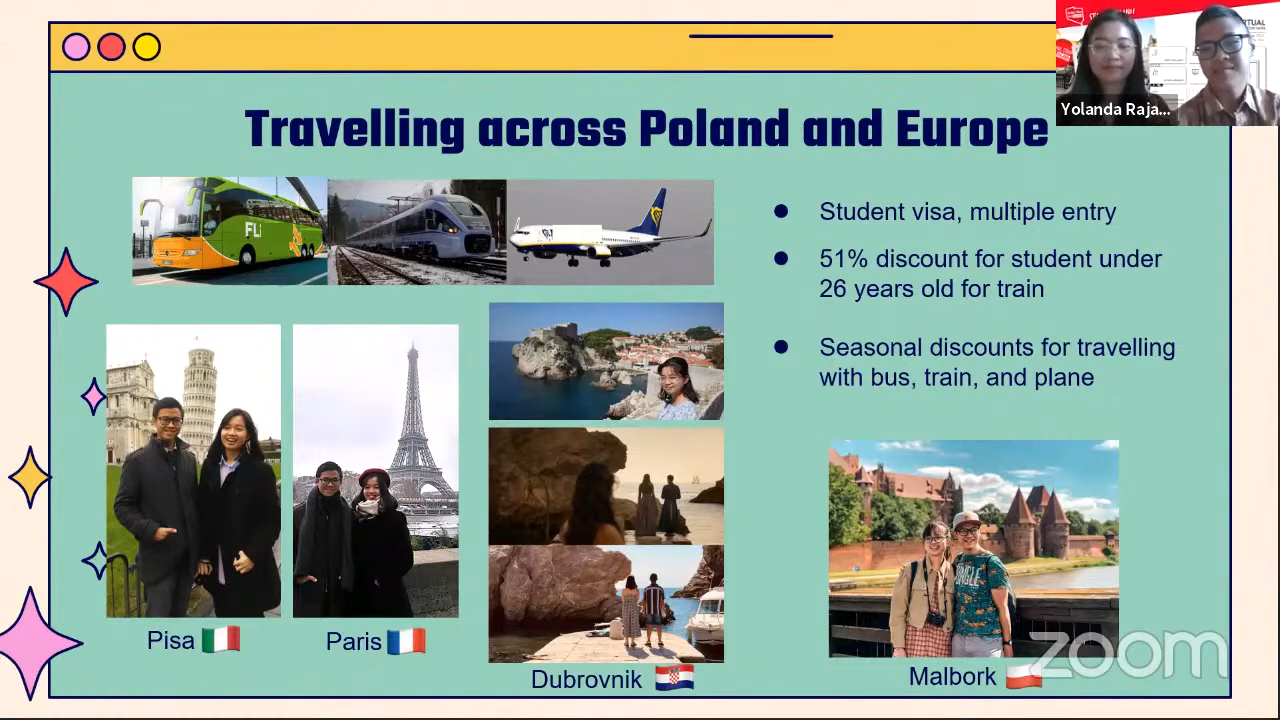 Travelling across Poland and Europe
Yolanda Raja...
Student visa, multiple entry
51% discount for student under
26 years old for train
Seasonal discounts for travelling
with bus, train, and plane
Pisa
Paris
Dubrovnik
Malbork
JUNGLE
zoom